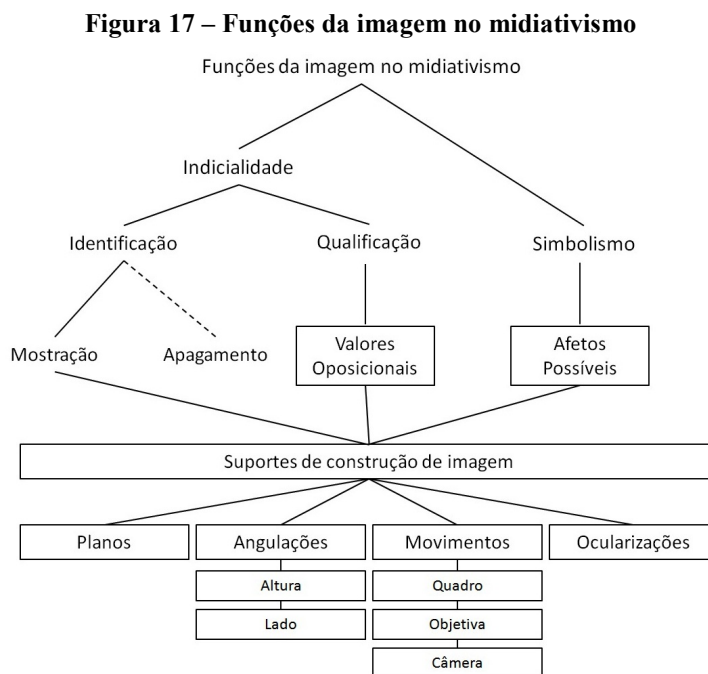 Figura 17 – Funções da imagem no midiativismo
Funções da imagem no midiativismo
Indicialidade
Identificação
Qualificação
Simbolismo
Mostração
Apagamento
Valores
Oposicionais
Afetos
Possíveis
Suportes de construção de imagem
Planos
Angulações
Movimentos
Ocularizações
Altura
Quadro
Lado
Objetiva
Câmera